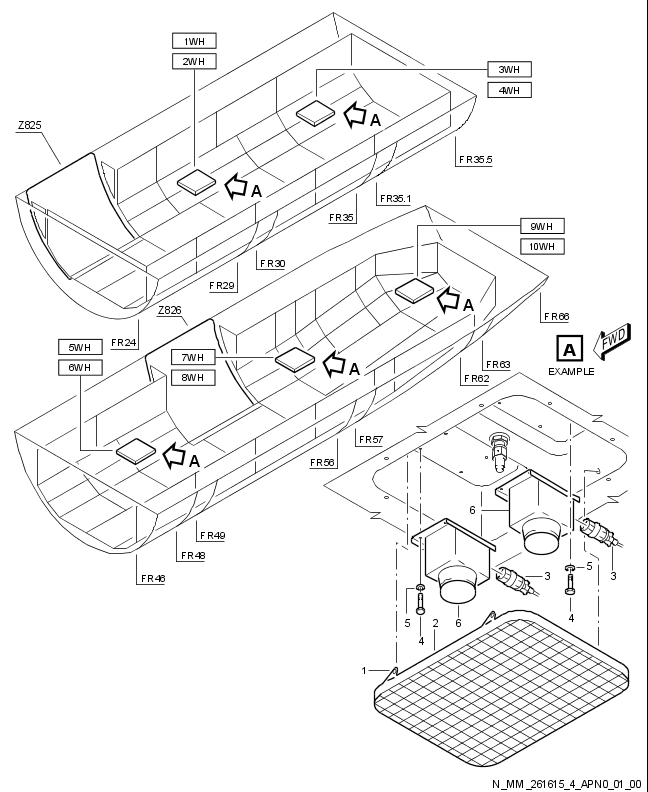 1WH
2WH
3WH
4WH
Z825
A
A
FR35.5
FR35.1
FR35
FR30
FR29
FR24
9WH
10WH
Z826
A
FR66
5WH
6WH
7WH
8WH
A
A
FWD
EXAMPLE
A
FR63
FR62
FR57
FR56
FR49
FR48
FR46
6
5
3
3
4
5
4
2
6
1
N_MM_261615_4_APN0_01_00